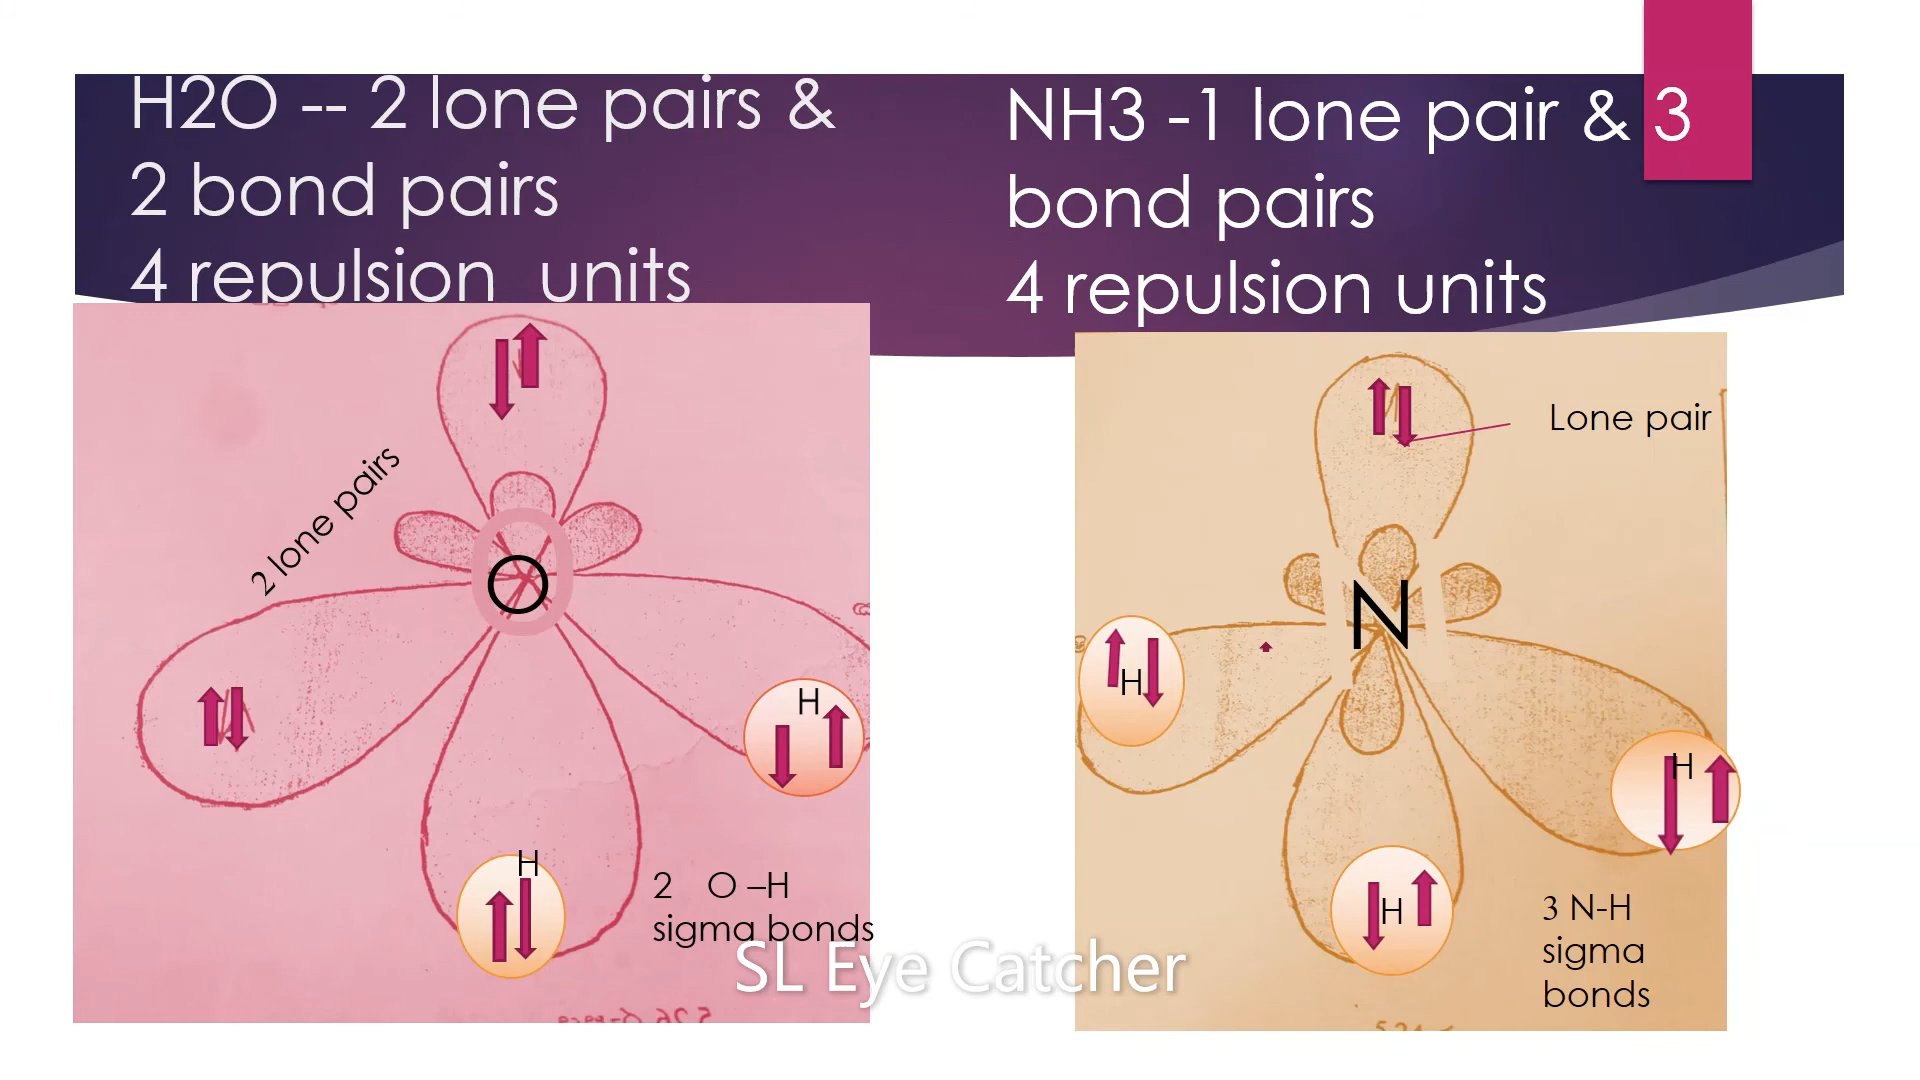 H2O -- 2 lone pairs &
2 bond pairs
4 repulsion units
NH3 -1 lone pair & 3
bond pairs
4 repulsion units
2 lone pairs
O
H
H
2 O –H
sigma bonds
Lone pair
N
H
H
H
3 N-H
sigma
bonds
SL Eye Catcher